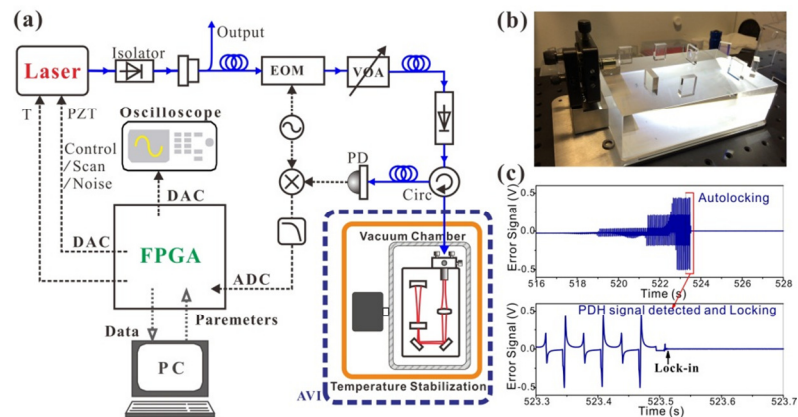 (a)
Output
Isolator
Laser
EOM
VOA
T
PZT
Oscilloscope
Control
/Scan
/Noise
DAC
PD
Circ
DAC
FPGA
ADC
Vacuum Chamber
Data
Paremeters
PC
Temperature Stabilization
AVI
(b)
(c)
Error Signal (V)
0.5
0.0
-0.5
Autolocking
516 518 520 522 524 526 528
Time (s)
Error Signal (V)
0.5
0.0
-0.5
PDH signal detected and Locking
Lock-in
523.3 523.4 523.5 523.6 523.7
Time (s)